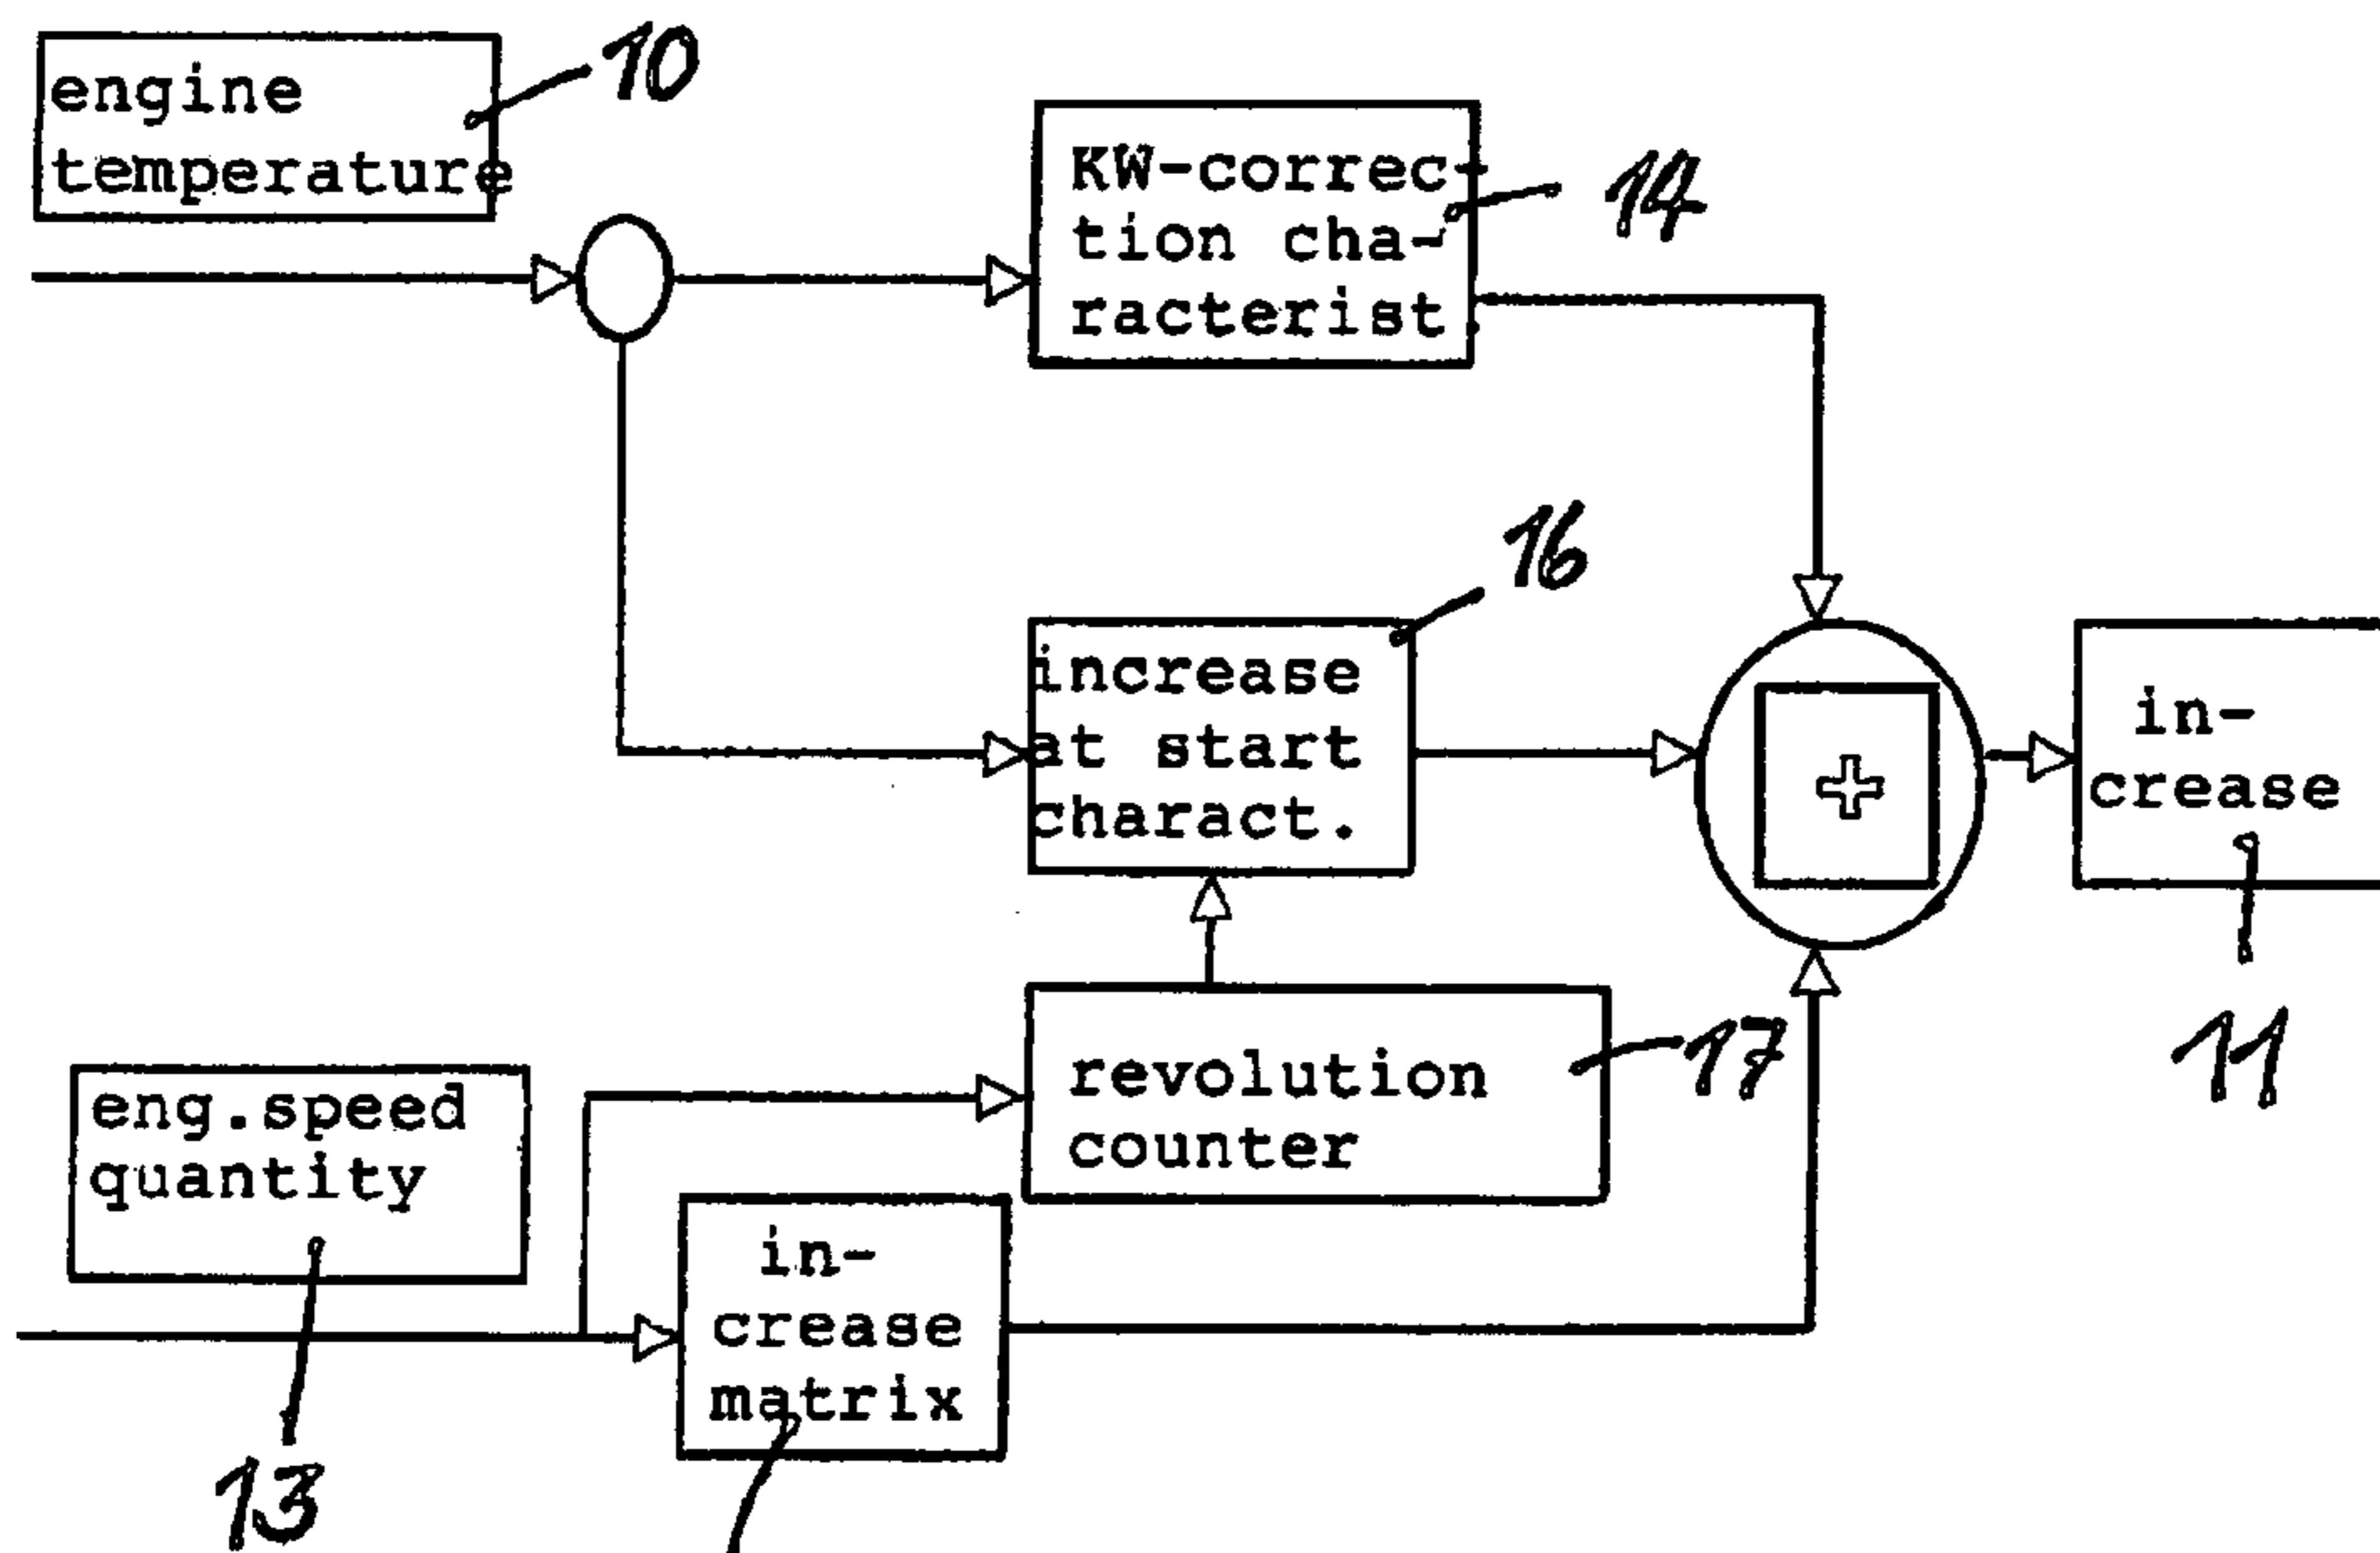 engine
temperature
10
KW-correc-
tion cha-
racterist
14
increase
at start
charact.
16
+
in-
crease
11
revolution
counter
17
eng.speed
quantity
13
in-
crease
matrix